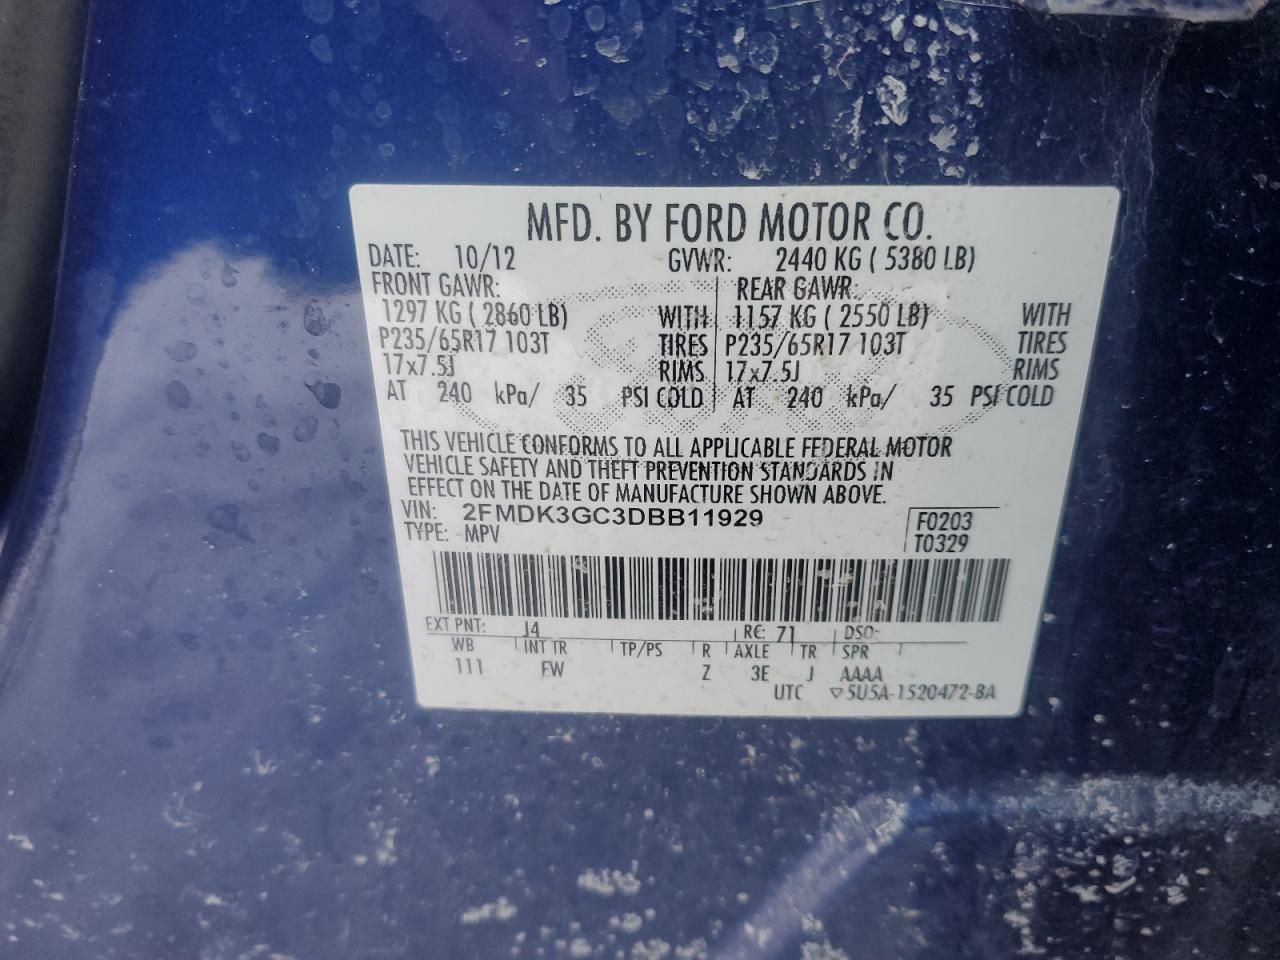 MFD. BY FORD MOTOR CO.
DATE: 10/12 GVWR: 2440 KG ( 5380 LB)
FRONT GAWR: REAR GAWR:
1297 KG ( 2860 LB) WITH 1157 KG ( 2550 LB) WITH
P235/65R17 103T TIRES P235/65R17 103T TIRES
17x7.5J RIMS 17x7.5J RIMS
AT 240 kPa/ 35 PSI COLD AT 240 kPa/ 35 PSI COLD
THIS VEHICLE CONFORMS TO ALL APPLICABLE FEDERAL MOTOR
VEHICLE SAFETY AND THEFT PREVENTION STANDARDS IN
EFFECT ON THE DATE OF MANUFACTURE SHOWN ABOVE.
VIN: 2FMDK3GC3DBB11929 F0203
TYPE: MPV T0329
EXT PNT: J4 RC: 71 DSO:
WB INT TR TP/PS R AXLE TR SPR
111 FW Z 3E J AAAA
UTC ▽5U5A-1520472-BA